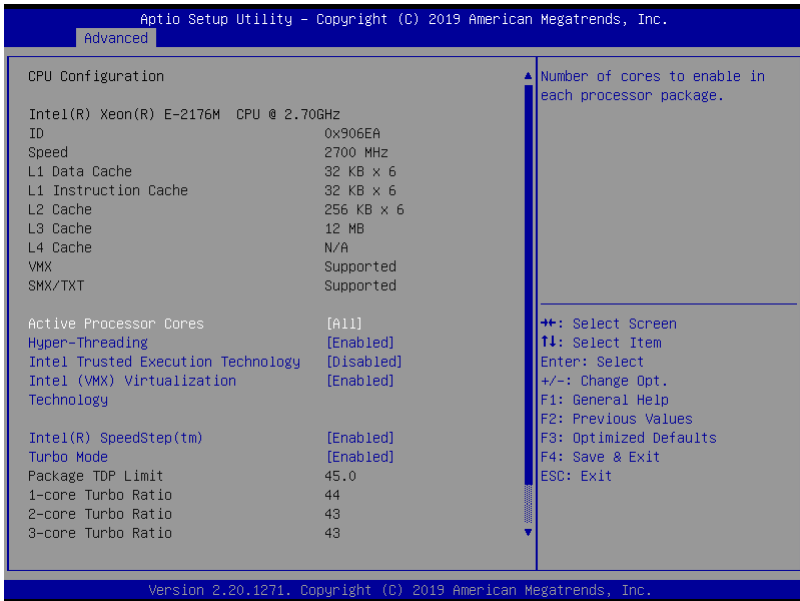 Aptio Setup Utility – Copyright (C) 2019 American Megatrends, Inc.
Advanced
CPU Configuration
Intel(R) Xeon(R) E-2176M CPU @ 2.70GHz
ID 0x906EA
Speed 2700 MHz
L1 Data Cache 32 KB x 6
L1 Instruction Cache 32 KB x 6
L2 Cache 256 KB x 6
L3 Cache 12 MB
L4 Cache N/A
VMX Supported
SMX/TXT Supported
Active Processor Cores [All]
Hyper-Threading [Enabled]
Intel Trusted Execution Technology [Disabled]
Intel (VMX) Virtualization [Enabled]
Technology
Intel(R) SpeedStep(tm) [Enabled]
Turbo Mode [Enabled]
Package TDP Limit 45.0
1-core Turbo Ratio 44
2-core Turbo Ratio 43
3-core Turbo Ratio 43
Number of cores to enable in
each processor package.
→←: Select Screen
↑↓: Select Item
Enter: Select
+/-: Change Opt.
F1: General Help
F2: Previous Values
F3: Optimized Defaults
F4: Save & Exit
ESC: Exit
Version 2.20.1271. Copyright (C) 2019 American Megatrends, Inc.